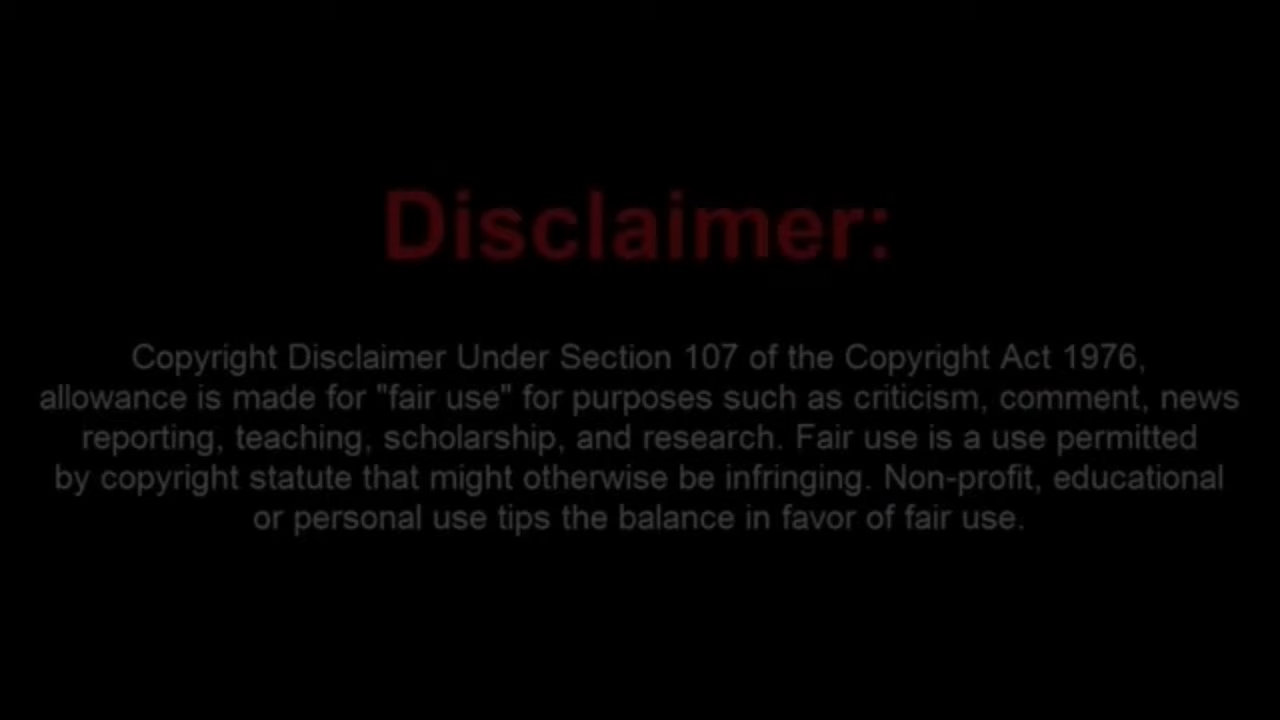 Disclaimer:
Copyright Disclaimer Under Section 107 of the Copyright Act 1976,
allowance is made for "fair use" for purposes such as criticism, comment, news
reporting, teaching, scholarship, and research. Fair use is a use permitted
by copyright statute that might otherwise be infringing. Non-profit, educational
or personal use tips the balance in favor of fair use.